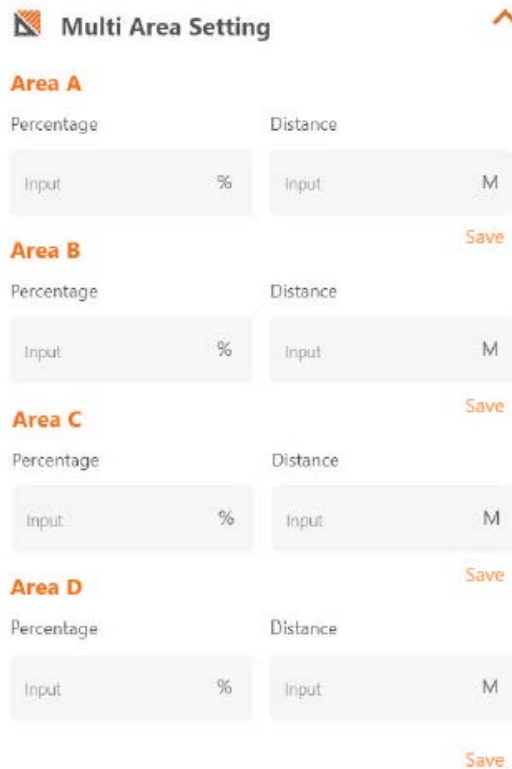 Multi Area Setting
Area A
Percentage Distance
Input % Input M
Save
Area B
Percentage Distance
Input % Input M
Save
Area C
Percentage Distance
Input % Input M
Save
Area D
Percentage Distance
Input % Input M
Save